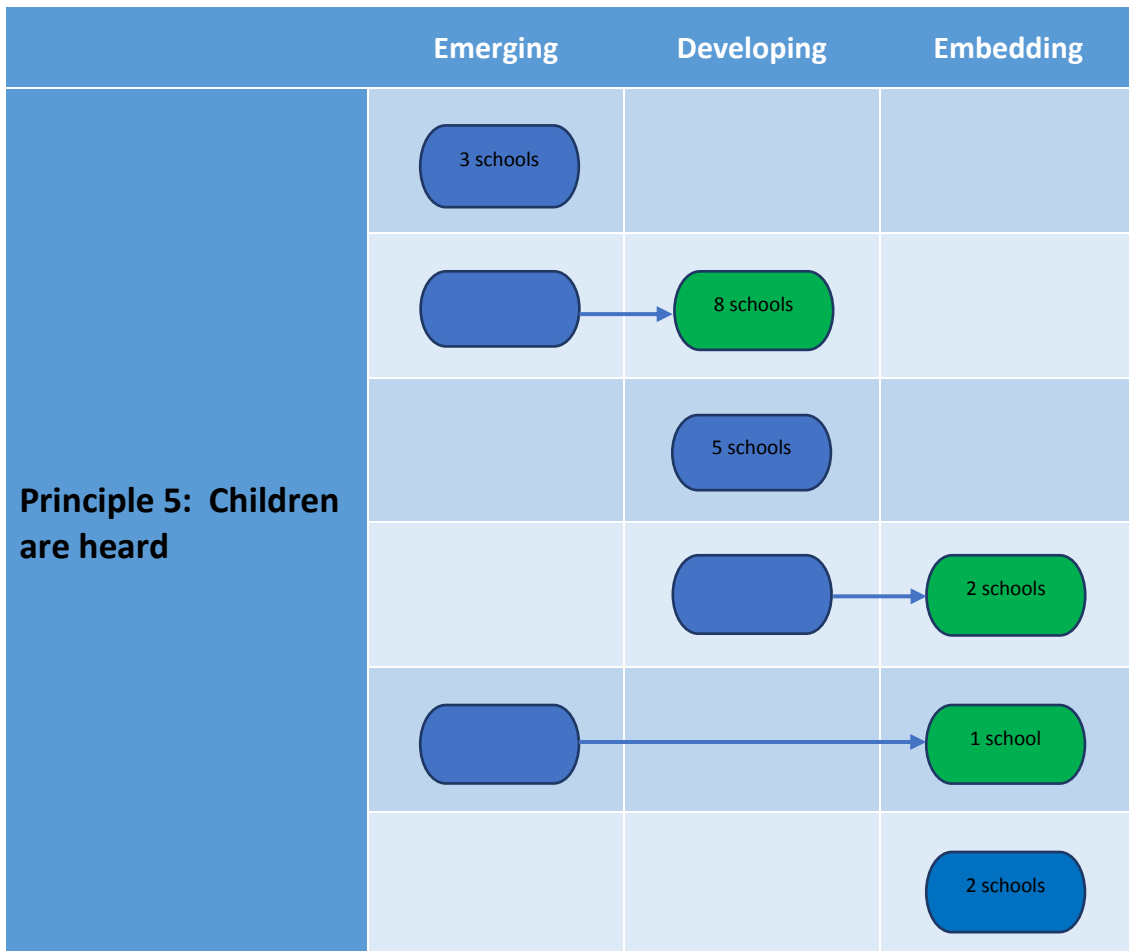 Emerging Developing Embedding
3 schools
8 schools
5 schools
Principle 5: Children
are heard
2 schools
1 school
2 schools